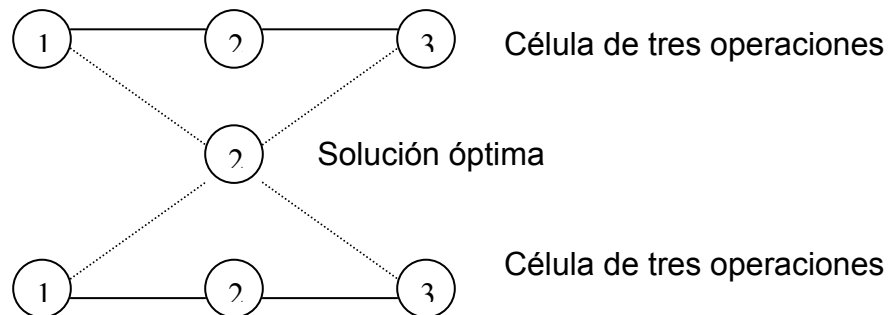 1 2 3 Célula de tres operaciones
2 Solución óptima
1 2 3 Célula de tres operaciones